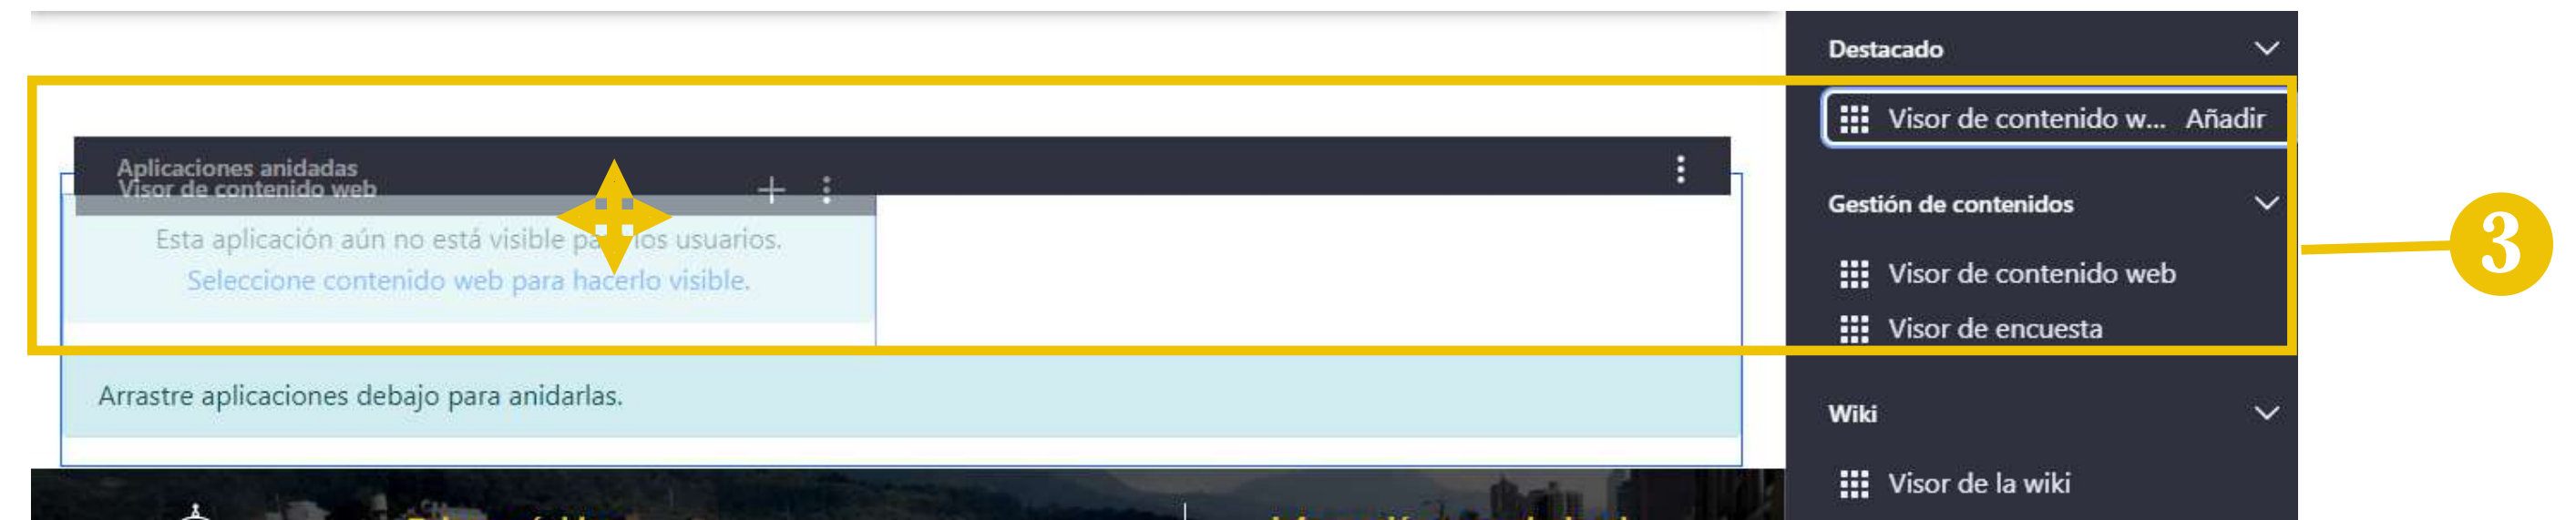 Aplicaciones anidadas
Visor de contenido web
Esta aplicación aún no está visible para los usuarios.
Seleccione contenido web para hacerlo visible.
Arrastre aplicaciones debajo para anidarlas.
Destacado
Visor de contenido w... Añadir
Gestión de contenidos
Visor de contenido web
Visor de encuesta
Wiki
Visor de la wiki
3